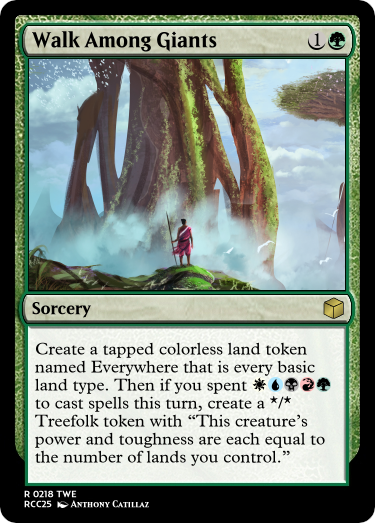 Walk Among Giants 1
Sorcery
Create a tapped colorless land token
named Everywhere that is every basic
land type. Then if you spent
to cast spells this turn, create a */*
Treefolk token with “This creature’s
power and toughness are each equal to
the number of lands you control.”
R 0218 TWE
RCC25 Anthony Catillaz